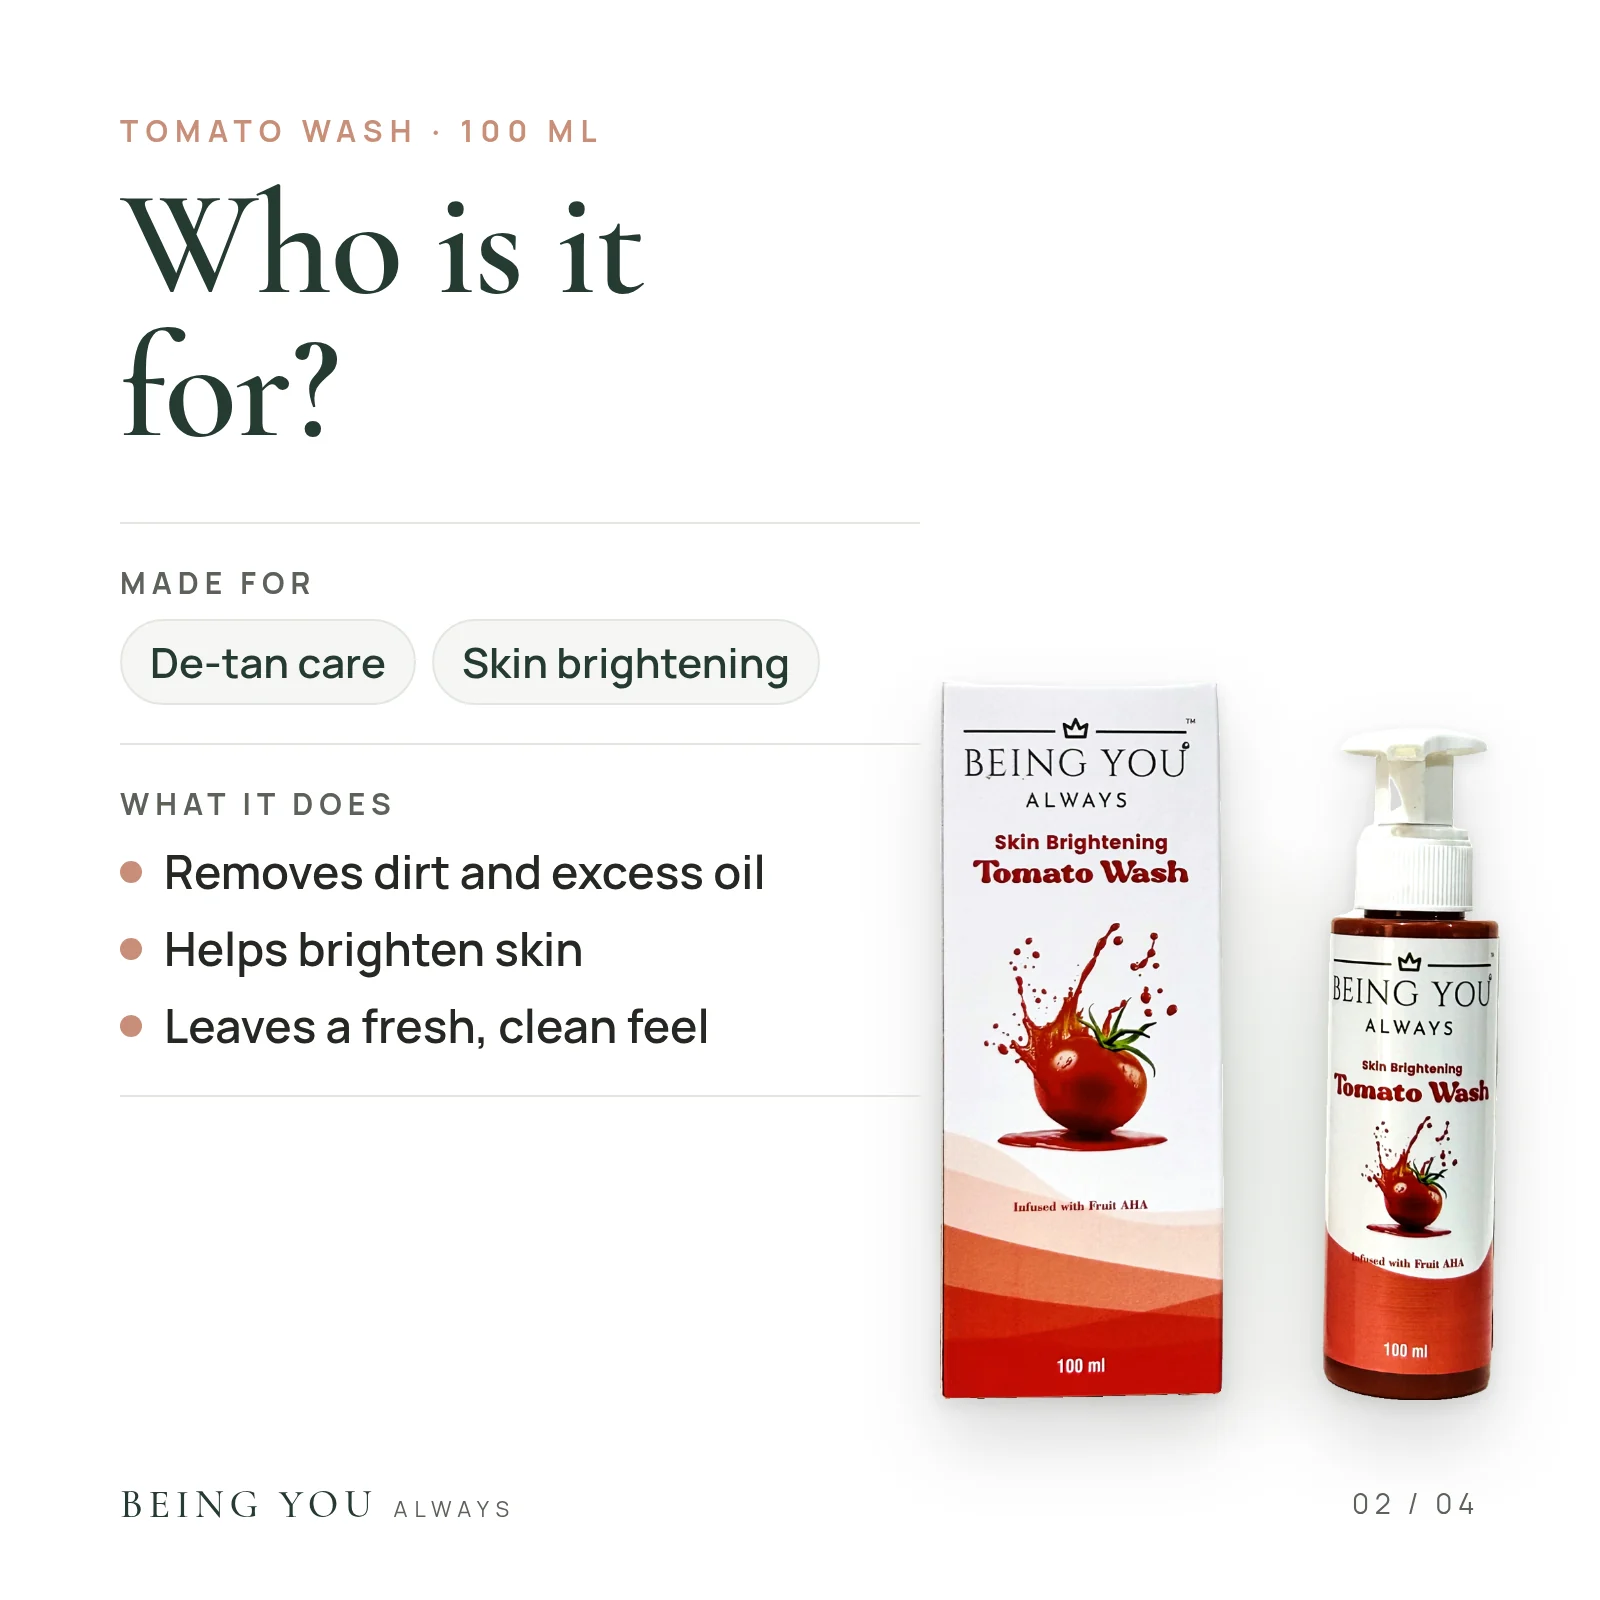 TOMATO WASH · 100 ML
Who is it
for?
MADE FOR
De-tan care
Skin brightening
WHAT IT DOES
Removes dirt and excess oil
Helps brighten skin
Leaves a fresh, clean feel
BEING YOU
TM
ALWAYS
Skin Brightening
Tomato Wash
Infused with Fruit AHA
100 ml
BEING YOU
ALWAYS
Skin Brightening
Tomato Wash
Infused with Fruit AHA
100 ml
BEING YOU ALWAYS
02 / 04